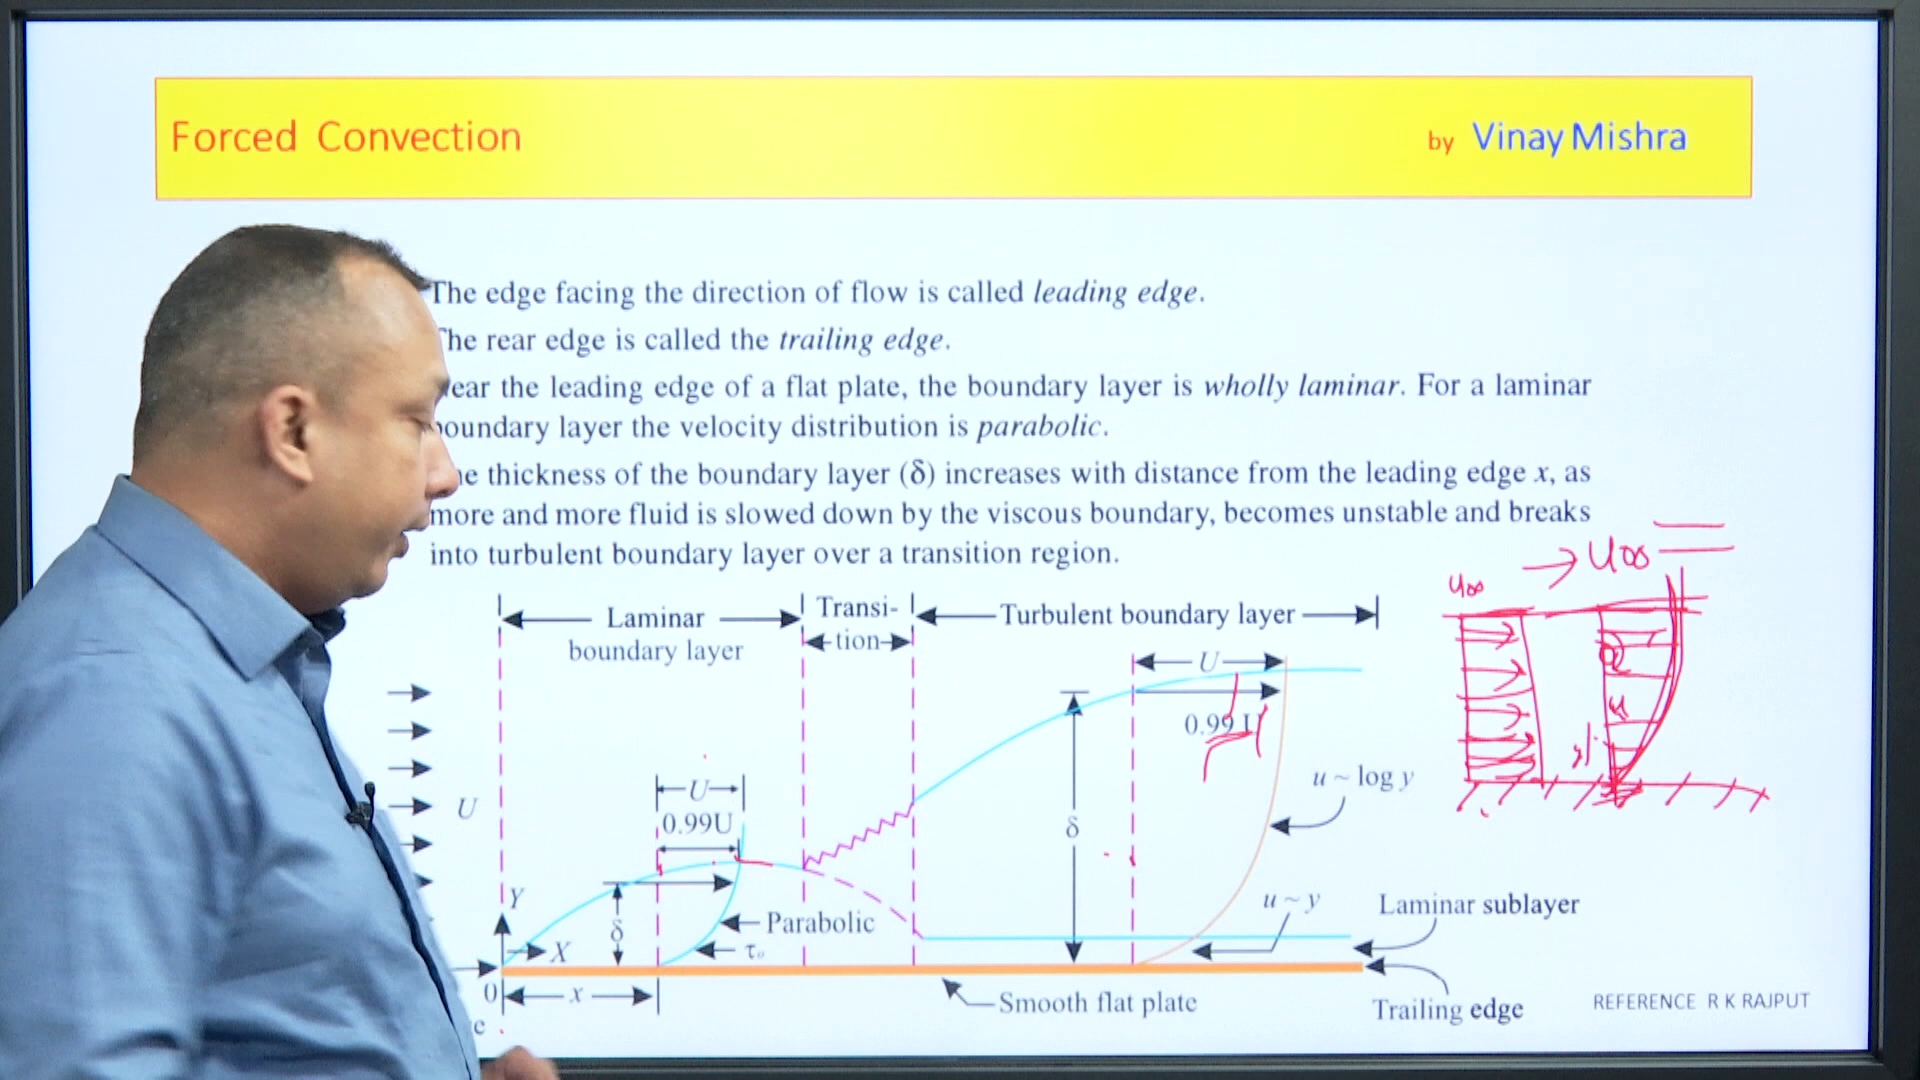 Forced Convection by Vinay Mishra
The edge facing the direction of flow is called leading edge.
he rear edge is called the trailing edge.
ear the leading edge of a flat plate, the boundary layer is wholly laminar. For a laminar
oundary layer the velocity distribution is parabolic.
e thickness of the boundary layer (δ) increases with distance from the leading edge x, as
more and more fluid is slowed down by the viscous boundary, becomes unstable and breaks
into turbulent boundary layer over a transition region.
U∞
U∞
Laminar
boundary layer
Transi-
tion
Turbulent boundary layer
U
0.99 U
u ~ log y
u
y
U
U
0.99U
δ
Y
X
δ
Parabolic
τ₀
u ~ y
Laminar sublayer
0
x
Smooth flat plate
Trailing edge
REFERENCE R K RAJPUT
e